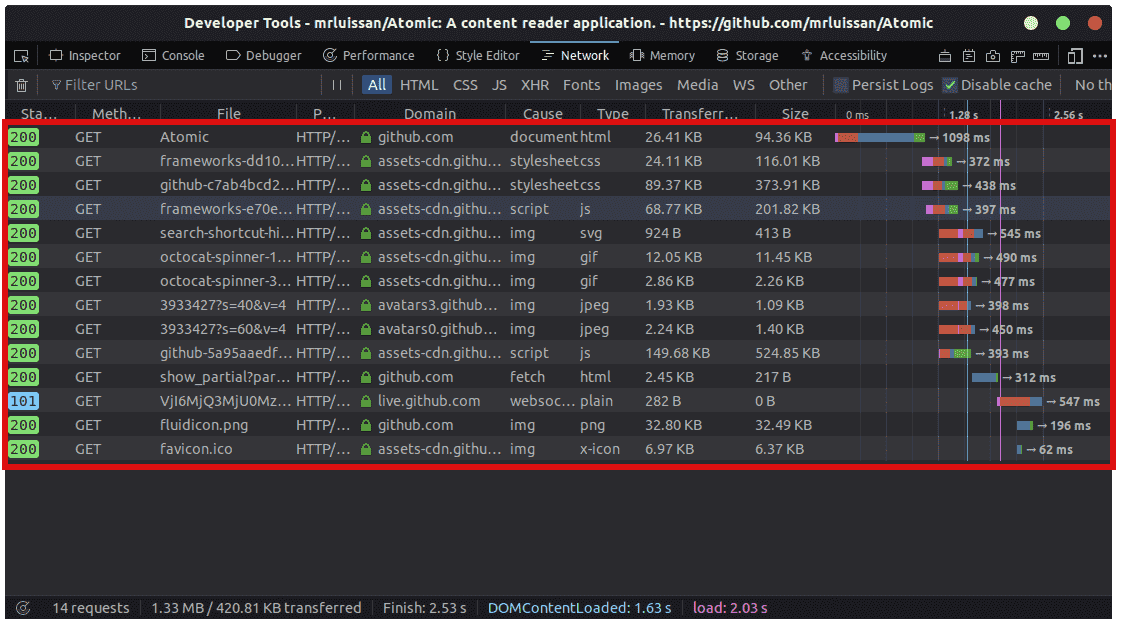 Developer Tools - mrluissan/Atomic: A content reader application. - https://github.com/mrluissan/Atomic
Inspector Console Debugger Performance {} Style Editor Network Memory Storage Accessibility
Filter URLs All HTML CSS JS XHR Fonts Images Media WS Other Persist Logs Disable cache No th
Sta... Meth... File P... Domain Cause Type Transferr... Size 0 ms 1.28 s 2.56 s
200 GET Atomic HTTP/... github.com document html 26.41 KB 94.36 KB → 1098 ms
200 GET frameworks-dd10... HTTP/... assets-cdn.githu... stylesheet css 24.11 KB 116.01 KB → 372 ms
200 GET github-c7ab4bcd2... HTTP/... assets-cdn.githu... stylesheet css 89.37 KB 373.91 KB → 438 ms
200 GET frameworks-e70e... HTTP/... assets-cdn.githu... script js 68.77 KB 201.82 KB → 397 ms
200 GET search-shortcut-hi... HTTP/... assets-cdn.githu... img svg 924 B 413 B → 545 ms
200 GET octocat-spinner-1... HTTP/... assets-cdn.githu... img gif 12.05 KB 11.45 KB → 490 ms
200 GET octocat-spinner-3... HTTP/... assets-cdn.githu... img gif 2.86 KB 2.26 KB → 477 ms
200 GET 3933427?s=40&v=4 HTTP/... avatars3.github... img jpeg 1.93 KB 1.09 KB → 398 ms
200 GET 3933427?s=60&v=4 HTTP/... avatars0.github... img jpeg 2.24 KB 1.40 KB → 450 ms
200 GET github-5a95aaedf... HTTP/... assets-cdn.githu... script js 149.68 KB 524.85 KB → 393 ms
200 GET show_partial?par... HTTP/... github.com fetch html 2.45 KB 217 B → 312 ms
101 GET VjI6MjQ3MjU0Mz... HTTP/... live.github.com websoc... plain 282 B 0 B → 547 ms
200 GET fluidicon.png HTTP/... github.com img png 32.80 KB 32.49 KB → 196 ms
200 GET favicon.ico HTTP/... assets-cdn.githu... img x-icon 6.97 KB 6.37 KB → 62 ms
14 requests 1.33 MB / 420.81 KB transferred Finish: 2.53 s DOMContentLoaded: 1.63 s load: 2.03 s